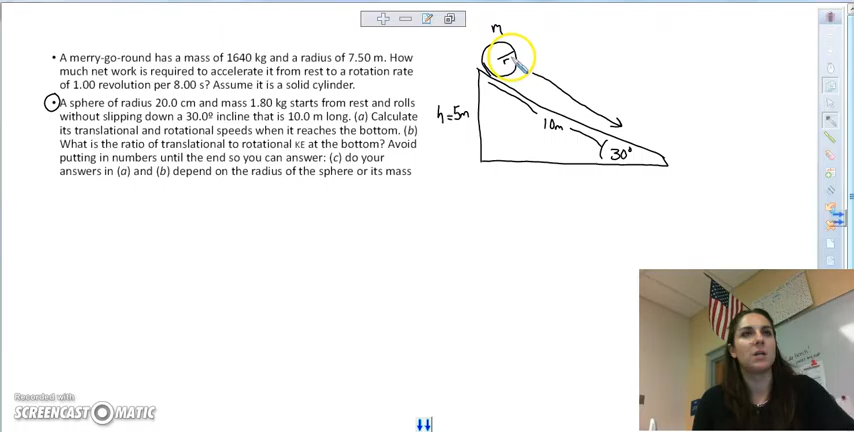 • A merry-go-round has a mass of 1640 kg and a radius of 7.50 m. How
much net work is required to accelerate it from rest to a rotation rate
of 1.00 revolution per 8.00 s? Assume it is a solid cylinder.
• A sphere of radius 20.0 cm and mass 1.80 kg starts from rest and rolls
without slipping down a 30.0º incline that is 10.0 m long. (a) Calculate
its translational and rotational speeds when it reaches the bottom. (b)
What is the ratio of translational to rotational KE at the bottom? Avoid
putting in numbers until the end so you can answer: (c) do your
answers in (a) and (b) depend on the radius of the sphere or its mass
m
r
h=5m
10m
30°
Recorded with
SCREENCAST MATIC